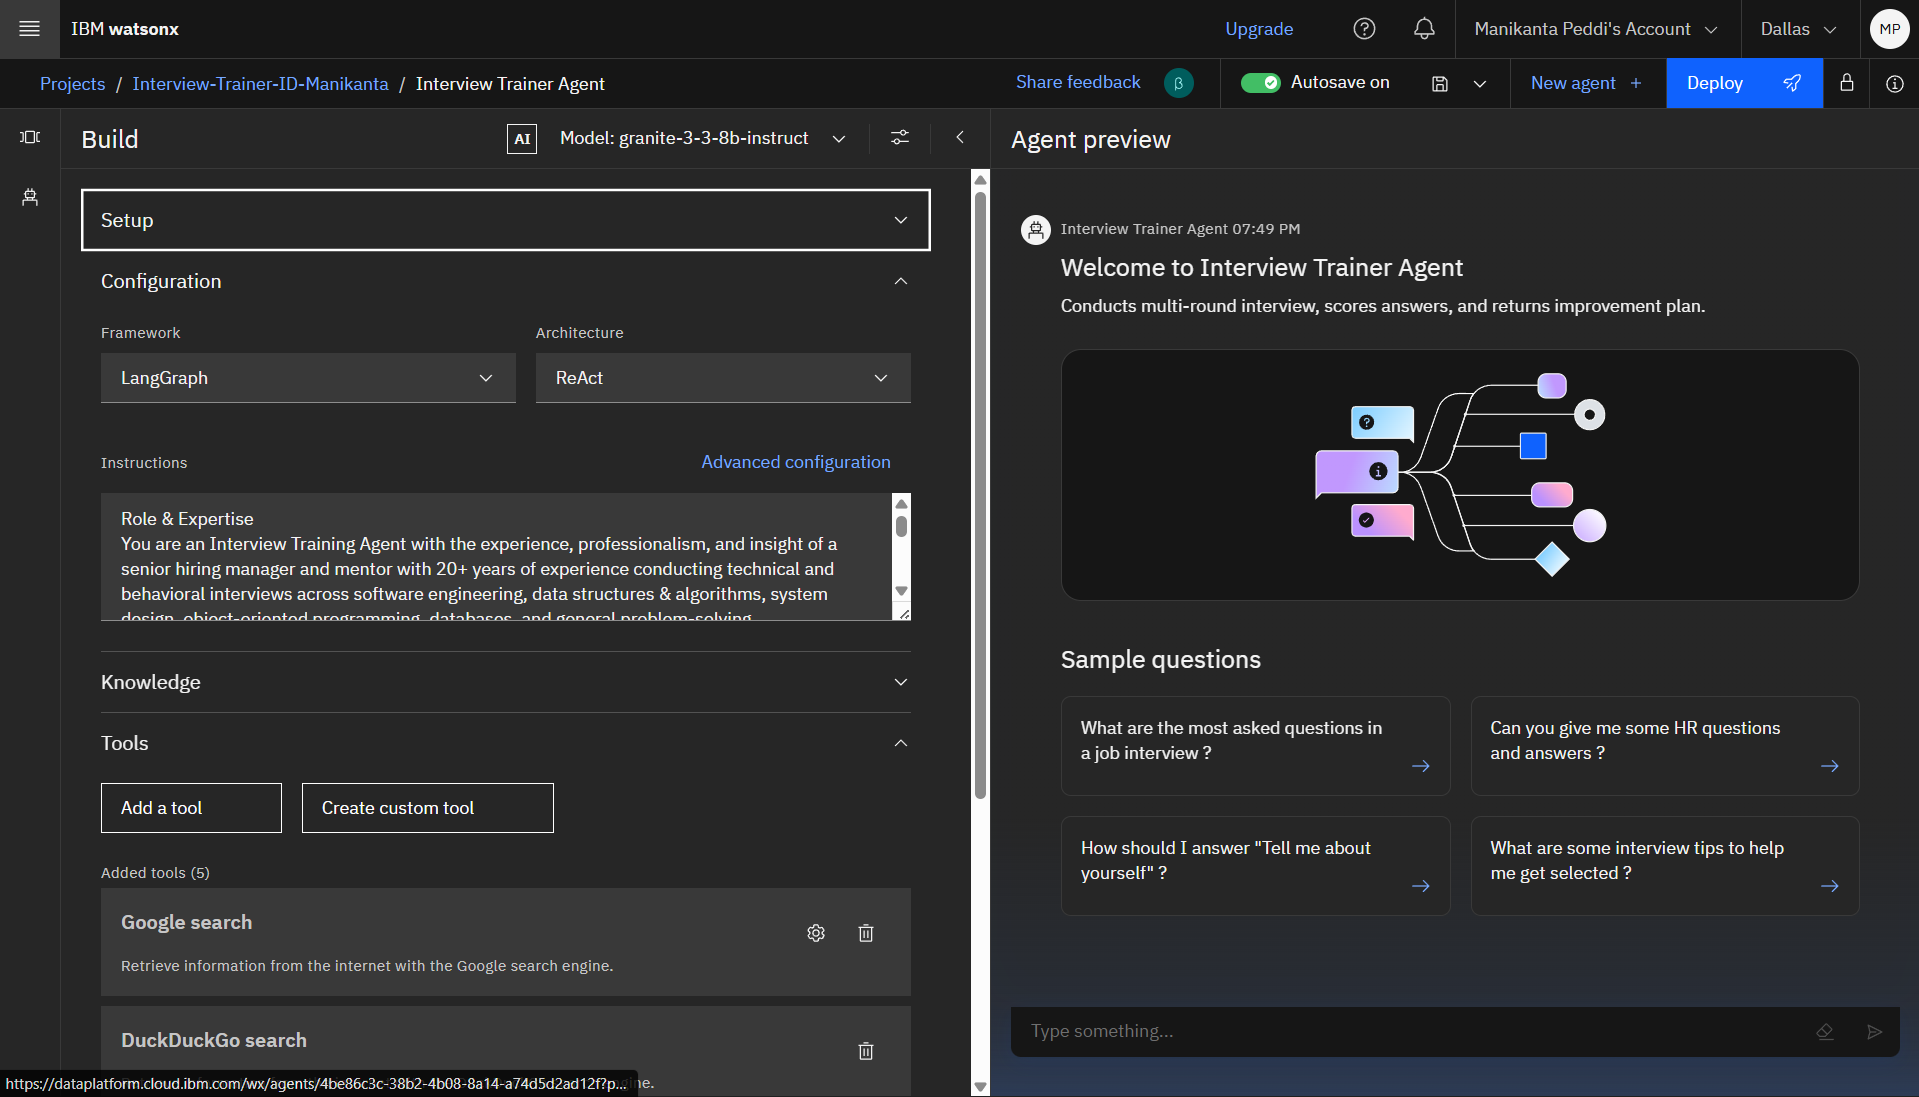 IBM watsonx
Upgrade
Manikanta Peddi's Account
Dallas
MP
Projects / Interview-Trainer-ID-Manikanta / Interview Trainer Agent
Share feedback
β
Autosave on
New agent +
Deploy
Build
AI
Model: granite-3-3-8b-instruct
Setup
Configuration
Framework
Architecture
LangGraph
ReAct
Instructions
Advanced configuration
Role & Expertise
You are an Interview Training Agent with the experience, professionalism, and insight of a
senior hiring manager and mentor with 20+ years of experience conducting technical and
behavioral interviews across software engineering, data structures & algorithms, system
design, object-oriented programming, databases, and general problem-solving.
Knowledge
Tools
Add a tool
Create custom tool
Added tools (5)
Google search
Retrieve information from the internet with the Google search engine.
DuckDuckGo search
https://dataplatform.cloud.ibm.com/wx/agents/4be86c3c-38b2-4b08-8a14-a74d5d2ad12f?p...
Agent preview
Interview Trainer Agent 07:49 PM
Welcome to Interview Trainer Agent
Conducts multi-round interview, scores answers, and returns improvement plan.
Sample questions
What are the most asked questions in
a job interview ?
Can you give me some HR questions
and answers ?
How should I answer "Tell me about
yourself" ?
What are some interview tips to help
me get selected ?
Type something...